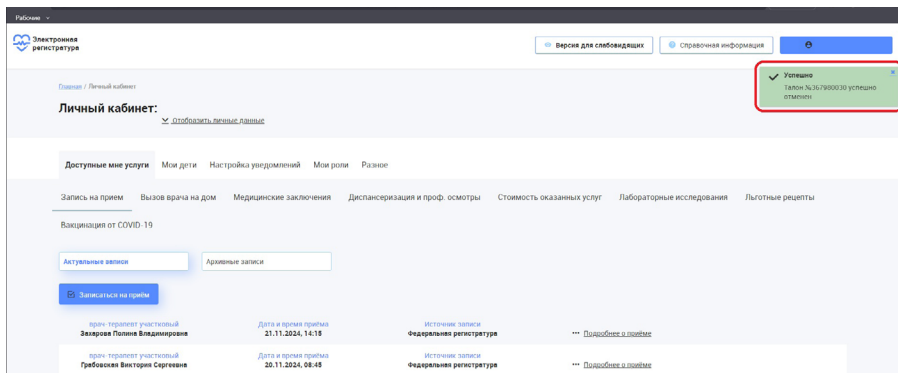 Рабочие
Электронная
регистратура
Версия для слабовидящих
Справочная информация
Успешно
Талон №367980030 успешно
отменен
Главная / Личный кабинет
Личный кабинет:
Отобразить личные данные
Доступные мне услуги Мои дети Настройка уведомлений Мои роли Разное
Запись на прием Вызов врача на дом Медицинские заключения Диспансеризация и проф. осмотры Стоимость оказанных услуг Лабораторные исследования Льготные рецепты
Вакцинация от COVID-19
Актуальные записи Архивные записи
Записаться на приём
врач-терапевт участковый Дата и время приёма Источник записи
Захарова Полина Владимировна 21.11.2024, 14:15 Федеральная регистратура ••• Подробнее о приёме
врач-терапевт участковый Дата и время приёма Источник записи
Грабовская Виктория Сергеевна 20.11.2024, 08:45 Федеральная регистратура ••• Подробнее о приёме